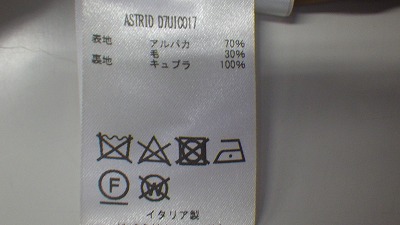 ASTRID D7UIC017
表地 アルパカ 70%
毛 30%
裏地 キュプラ 100%
F W
イタリア製